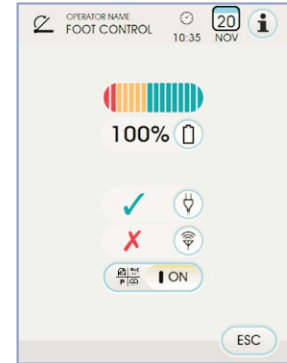 OPERATOR NAME
FOOT CONTROL
10:35
20
NOV
i
100%
ON
ESC